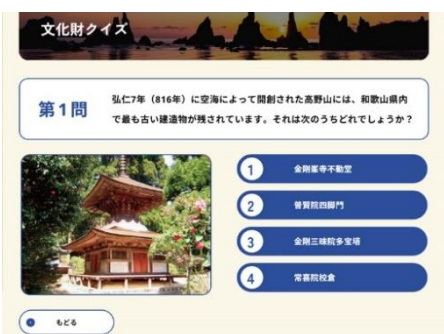 文化財クイズ
第1問
弘仁7年（816年）に空海によって開創された高野山には、和歌山県内
で最も古い建造物が残されています。それは次のうちどれでしょうか？
1 金剛峯寺不動堂
2 普賢院四脚門
3 金剛三昧院多宝塔
4 常喜院校倉
もどる